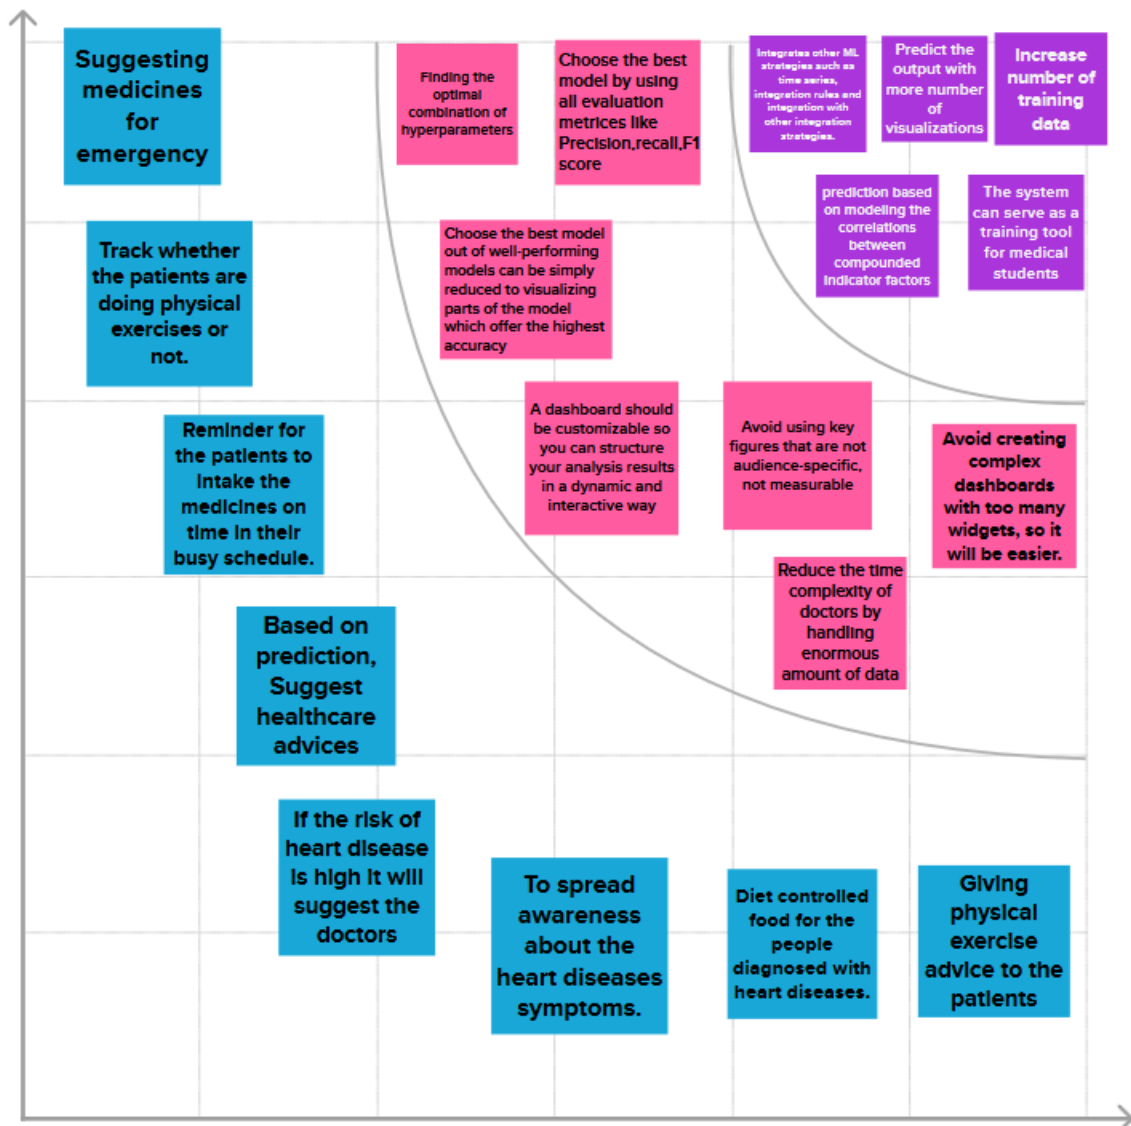 Suggesting
medicines
for
emergency
Finding the
optimal
combination of
hyperparameters
Choose the best
model by using
all evaluation
metrices like
Precision,recall,F1
score
Integrates other ML
strategies such as
time series,
integration rules and
integration with
other integration
strategies.
Predict the
output with
more number
of
visualizations
Increase
number of
training
data
Track whether
the patients are
doing physical
exercises or
not.
Choose the best model
out of well-performing
models can be simply
reduced to visualizing
parts of the model
which offer the highest
accuracy
prediction based
on modeling the
correlations
between
compounded
indicator factors
The system
can serve as a
training tool
for medical
students
Reminder for
the patients to
intake the
medicines on
time in their
busy schedule.
A dashboard should
be customizable so
you can structure
your analysis results
in a dynamic and
interactive way
Avoid using key
figures that are not
audience-specific,
not measurable
Avoid creating
complex
dashboards
with too many
widgets, so it
will be easier.
Reduce the time
complexity of
doctors by
handling
enormous
amount of data
Based on
prediction,
Suggest
healthcare
advices
If the risk of
heart disease
is high it will
suggest the
doctors
To spread
awareness
about the
heart diseases
symptoms.
Diet controlled
food for the
people
diagnosed with
heart diseases.
Giving
physical
exercise
advice to the
patients